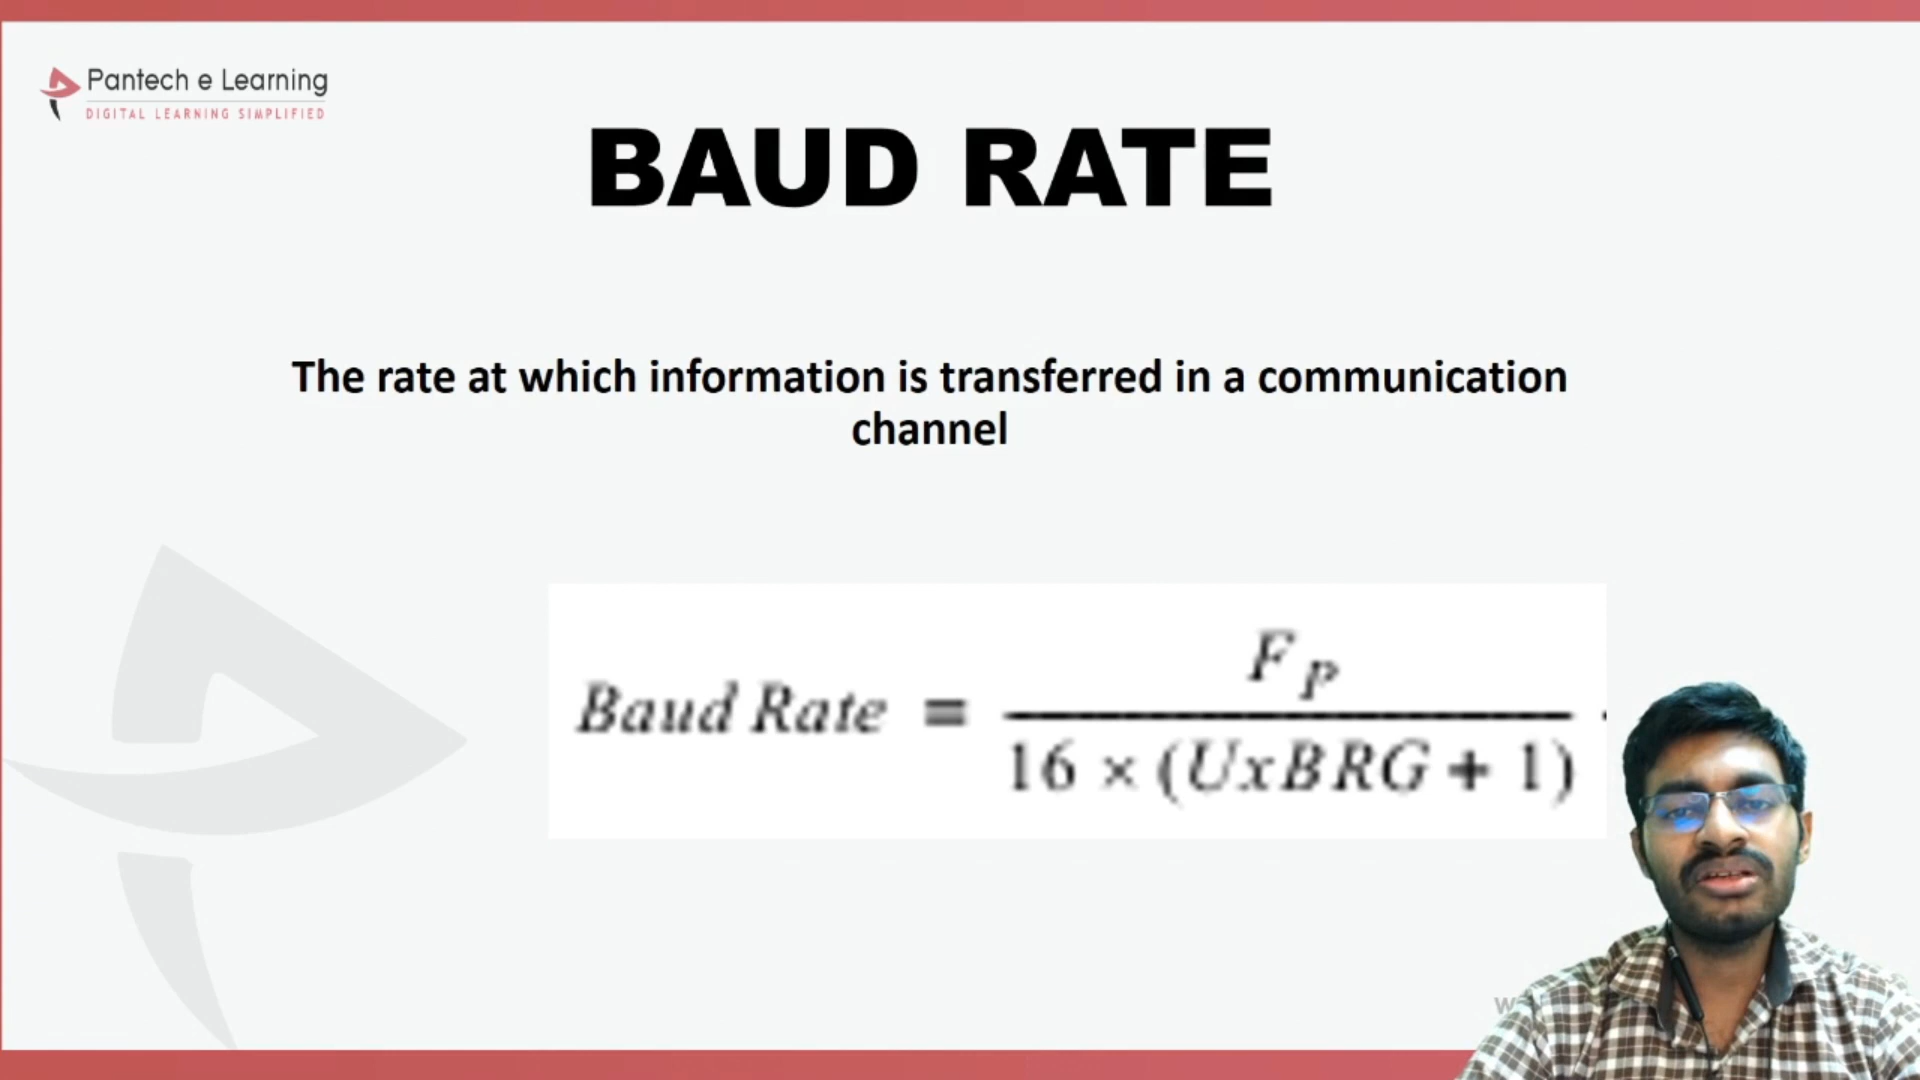 Pantech e Learning
DIGITAL LEARNING SIMPLIFIED
BAUD RATE
The rate at which information is transferred in a communication
channel
Baud Rate = F_P / 16 × (UxBRG + 1)